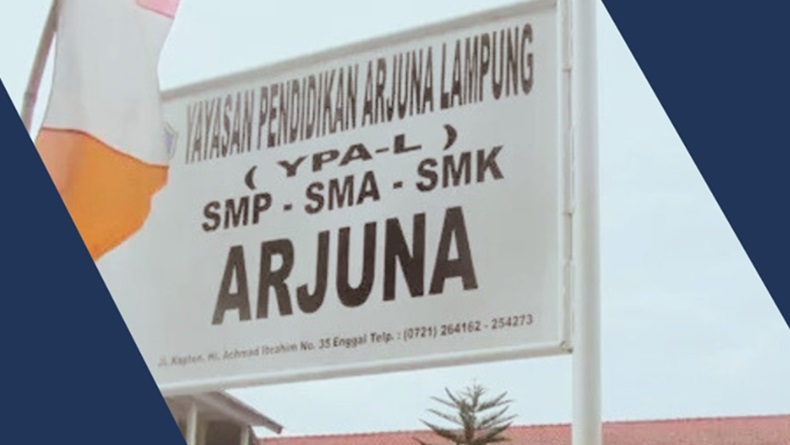 YAYASAN PENDIDIKAN ARJUNA LAMPUNG
( YPA-L )
SMP - SMA - SMK
ARJUNA
Jl. Kapten. Hi. Achmad Ibrahim No. 35 Enggal Telp. : (0721) 264162 - 254273